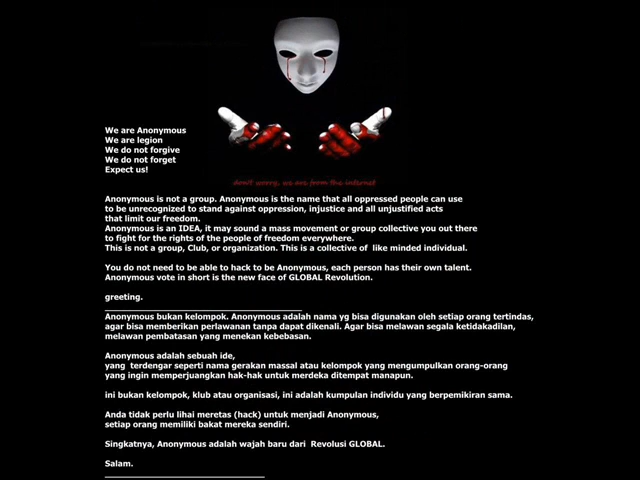 We are Anonymous
We are legion
We do not forgive
We do not forget
Expect us!
don't worry, we are from the internet
Anonymous is not a group. Anonymous is the name that all oppressed people can use
to be unrecognized to stand against oppression, injustice and all unjustified acts
that limit our freedom.
Anonymous is an IDEA, it may sound a mass movement or group collective you out there
to fight for the rights of the people of freedom everywhere.
This is not a group, Club, or organization. This is a collective of like minded individual.
You do not need to be able to hack to be Anonymous, each person has their own talent.
Anonymous vote in short is the new face of GLOBAL Revolution.
greeting.
Anonymous bukan kelompok. Anonymous adalah nama yg bisa digunakan oleh setiap orang tertindas,
agar bisa memberikan perlawanan tanpa dapat dikenali. Agar bisa melawan segala ketidakadilan,
melawan pembatasan yang menekan kebebasan.
Anonymous adalah sebuah ide,
yang terdengar seperti nama gerakan massal atau kelompok yang mengumpulkan orang-orang
yang ingin memperjuangkan hak-hak untuk merdeka ditempat manapun.
ini bukan kelompok, klub atau organisasi, ini adalah kumpulan individu yang berpemikiran sama.
Anda tidak perlu lihai meretas (hack) untuk menjadi Anonymous,
setiap orang memiliki bakat mereka sendiri.
Singkatnya, Anonymous adalah wajah baru dari Revolusi GLOBAL.
Salam.